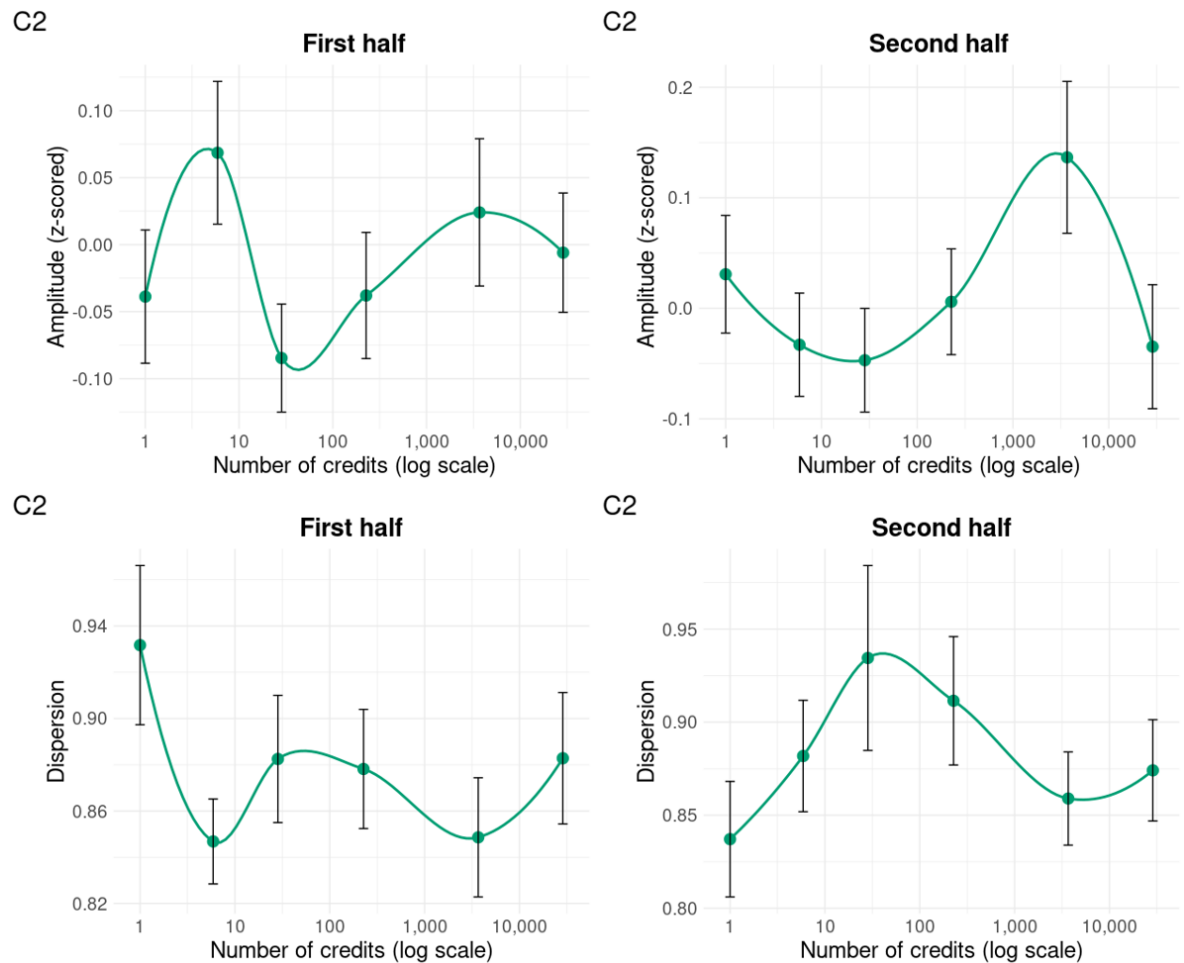 C2
First half
Amplitude (z-scored)
0.10
0.05
0.00
-0.05
-0.10
1 10 100 1,000 10,000
Number of credits (log scale)
C2
Second half
Amplitude (z-scored)
0.2
0.1
0.0
-0.1
1 10 100 1,000 10,000
Number of credits (log scale)
C2
First half
Dispersion
0.94
0.90
0.86
0.82
1 10 100 1,000 10,000
Number of credits (log scale)
C2
Second half
Dispersion
0.95
0.90
0.85
0.80
1 10 100 1,000 10,000
Number of credits (log scale)